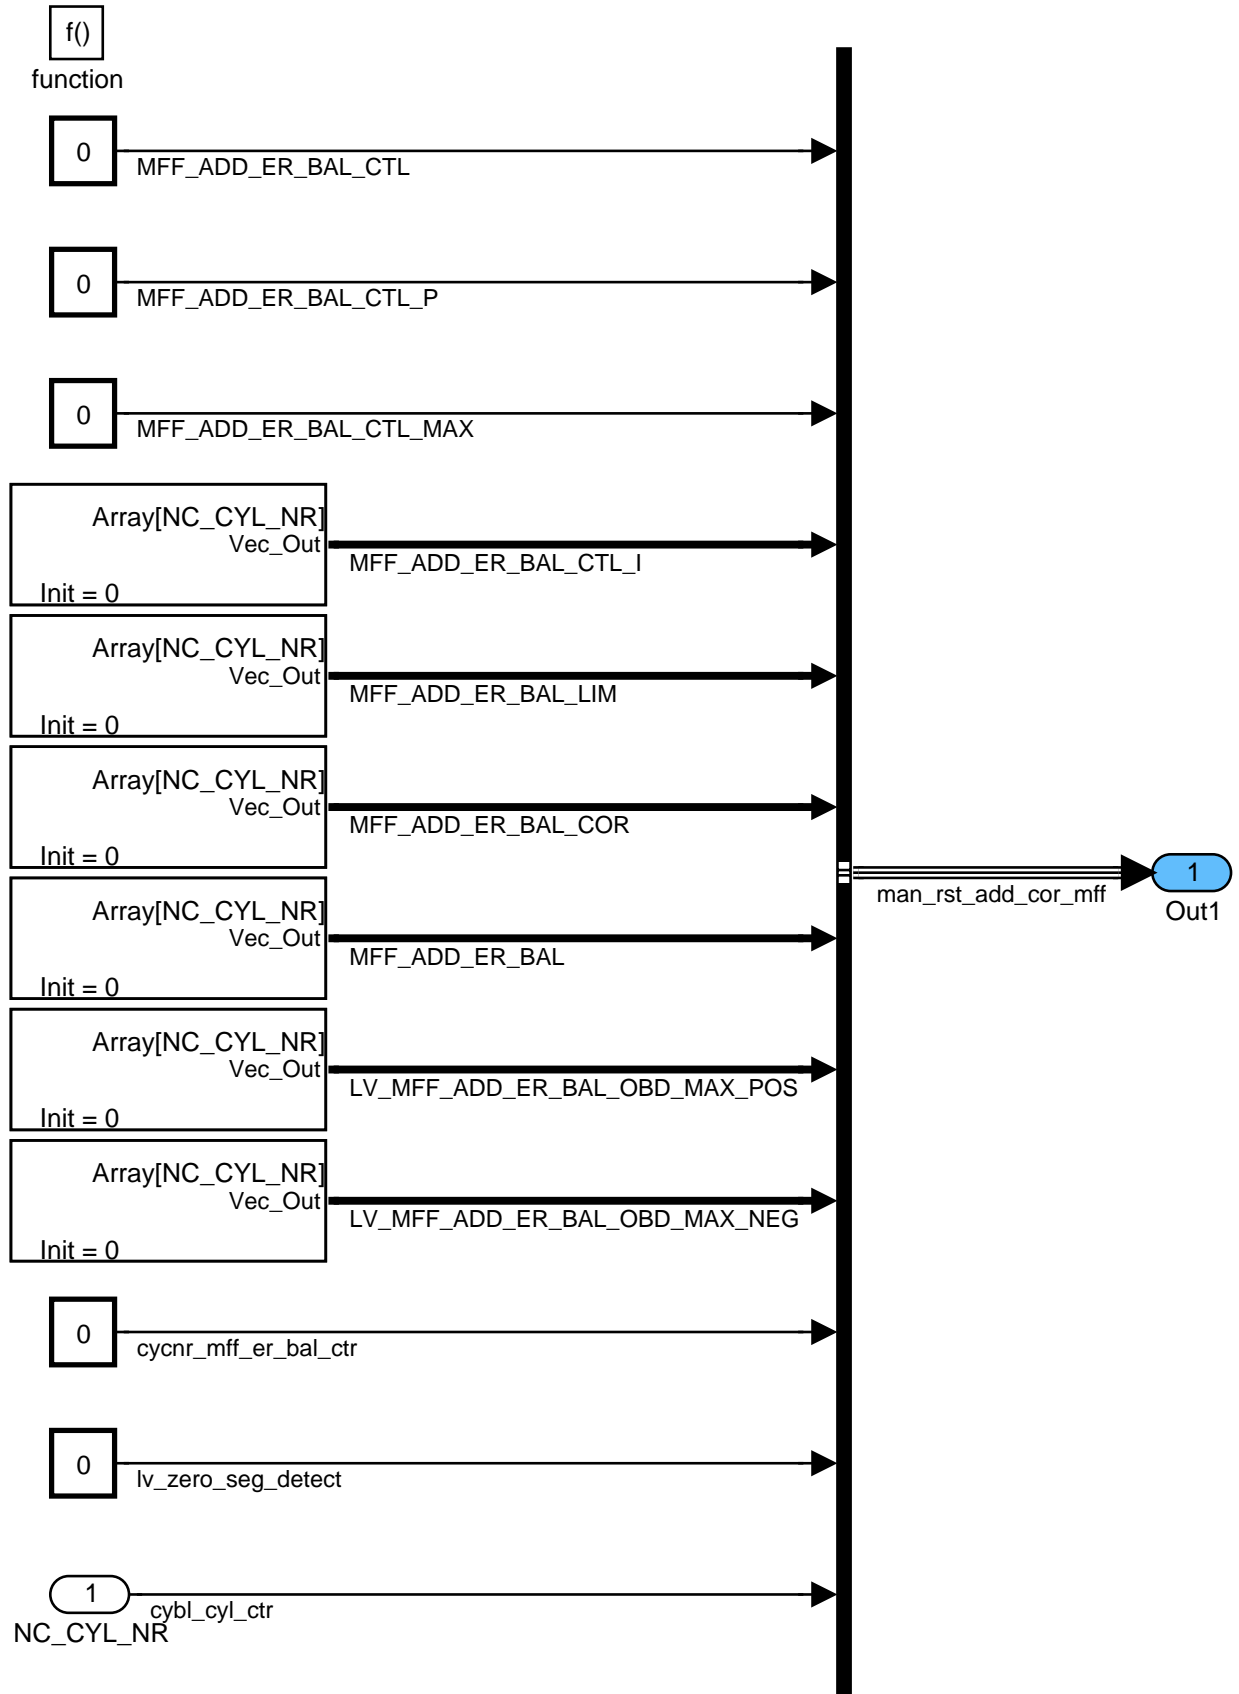 f()
function
0
MFF_ADD_ER_BAL_CTL
0
MFF_ADD_ER_BAL_CTL_P
0
MFF_ADD_ER_BAL_CTL_MAX
Array[NC_CYL_NR]
Vec_Out
Init = 0
MFF_ADD_ER_BAL_CTL_I
Array[NC_CYL_NR]
Vec_Out
Init = 0
MFF_ADD_ER_BAL_LIM
Array[NC_CYL_NR]
Vec_Out
Init = 0
MFF_ADD_ER_BAL_COR
Array[NC_CYL_NR]
Vec_Out
Init = 0
MFF_ADD_ER_BAL
Array[NC_CYL_NR]
Vec_Out
Init = 0
LV_MFF_ADD_ER_BAL_OBD_MAX_POS
Array[NC_CYL_NR]
Vec_Out
Init = 0
LV_MFF_ADD_ER_BAL_OBD_MAX_NEG
0
cycnr_mff_er_bal_ctr
0
lv_zero_seg_detect
1
NC_CYL_NR
cybl_cyl_ctr
man_rst_add_cor_mff
1
Out1